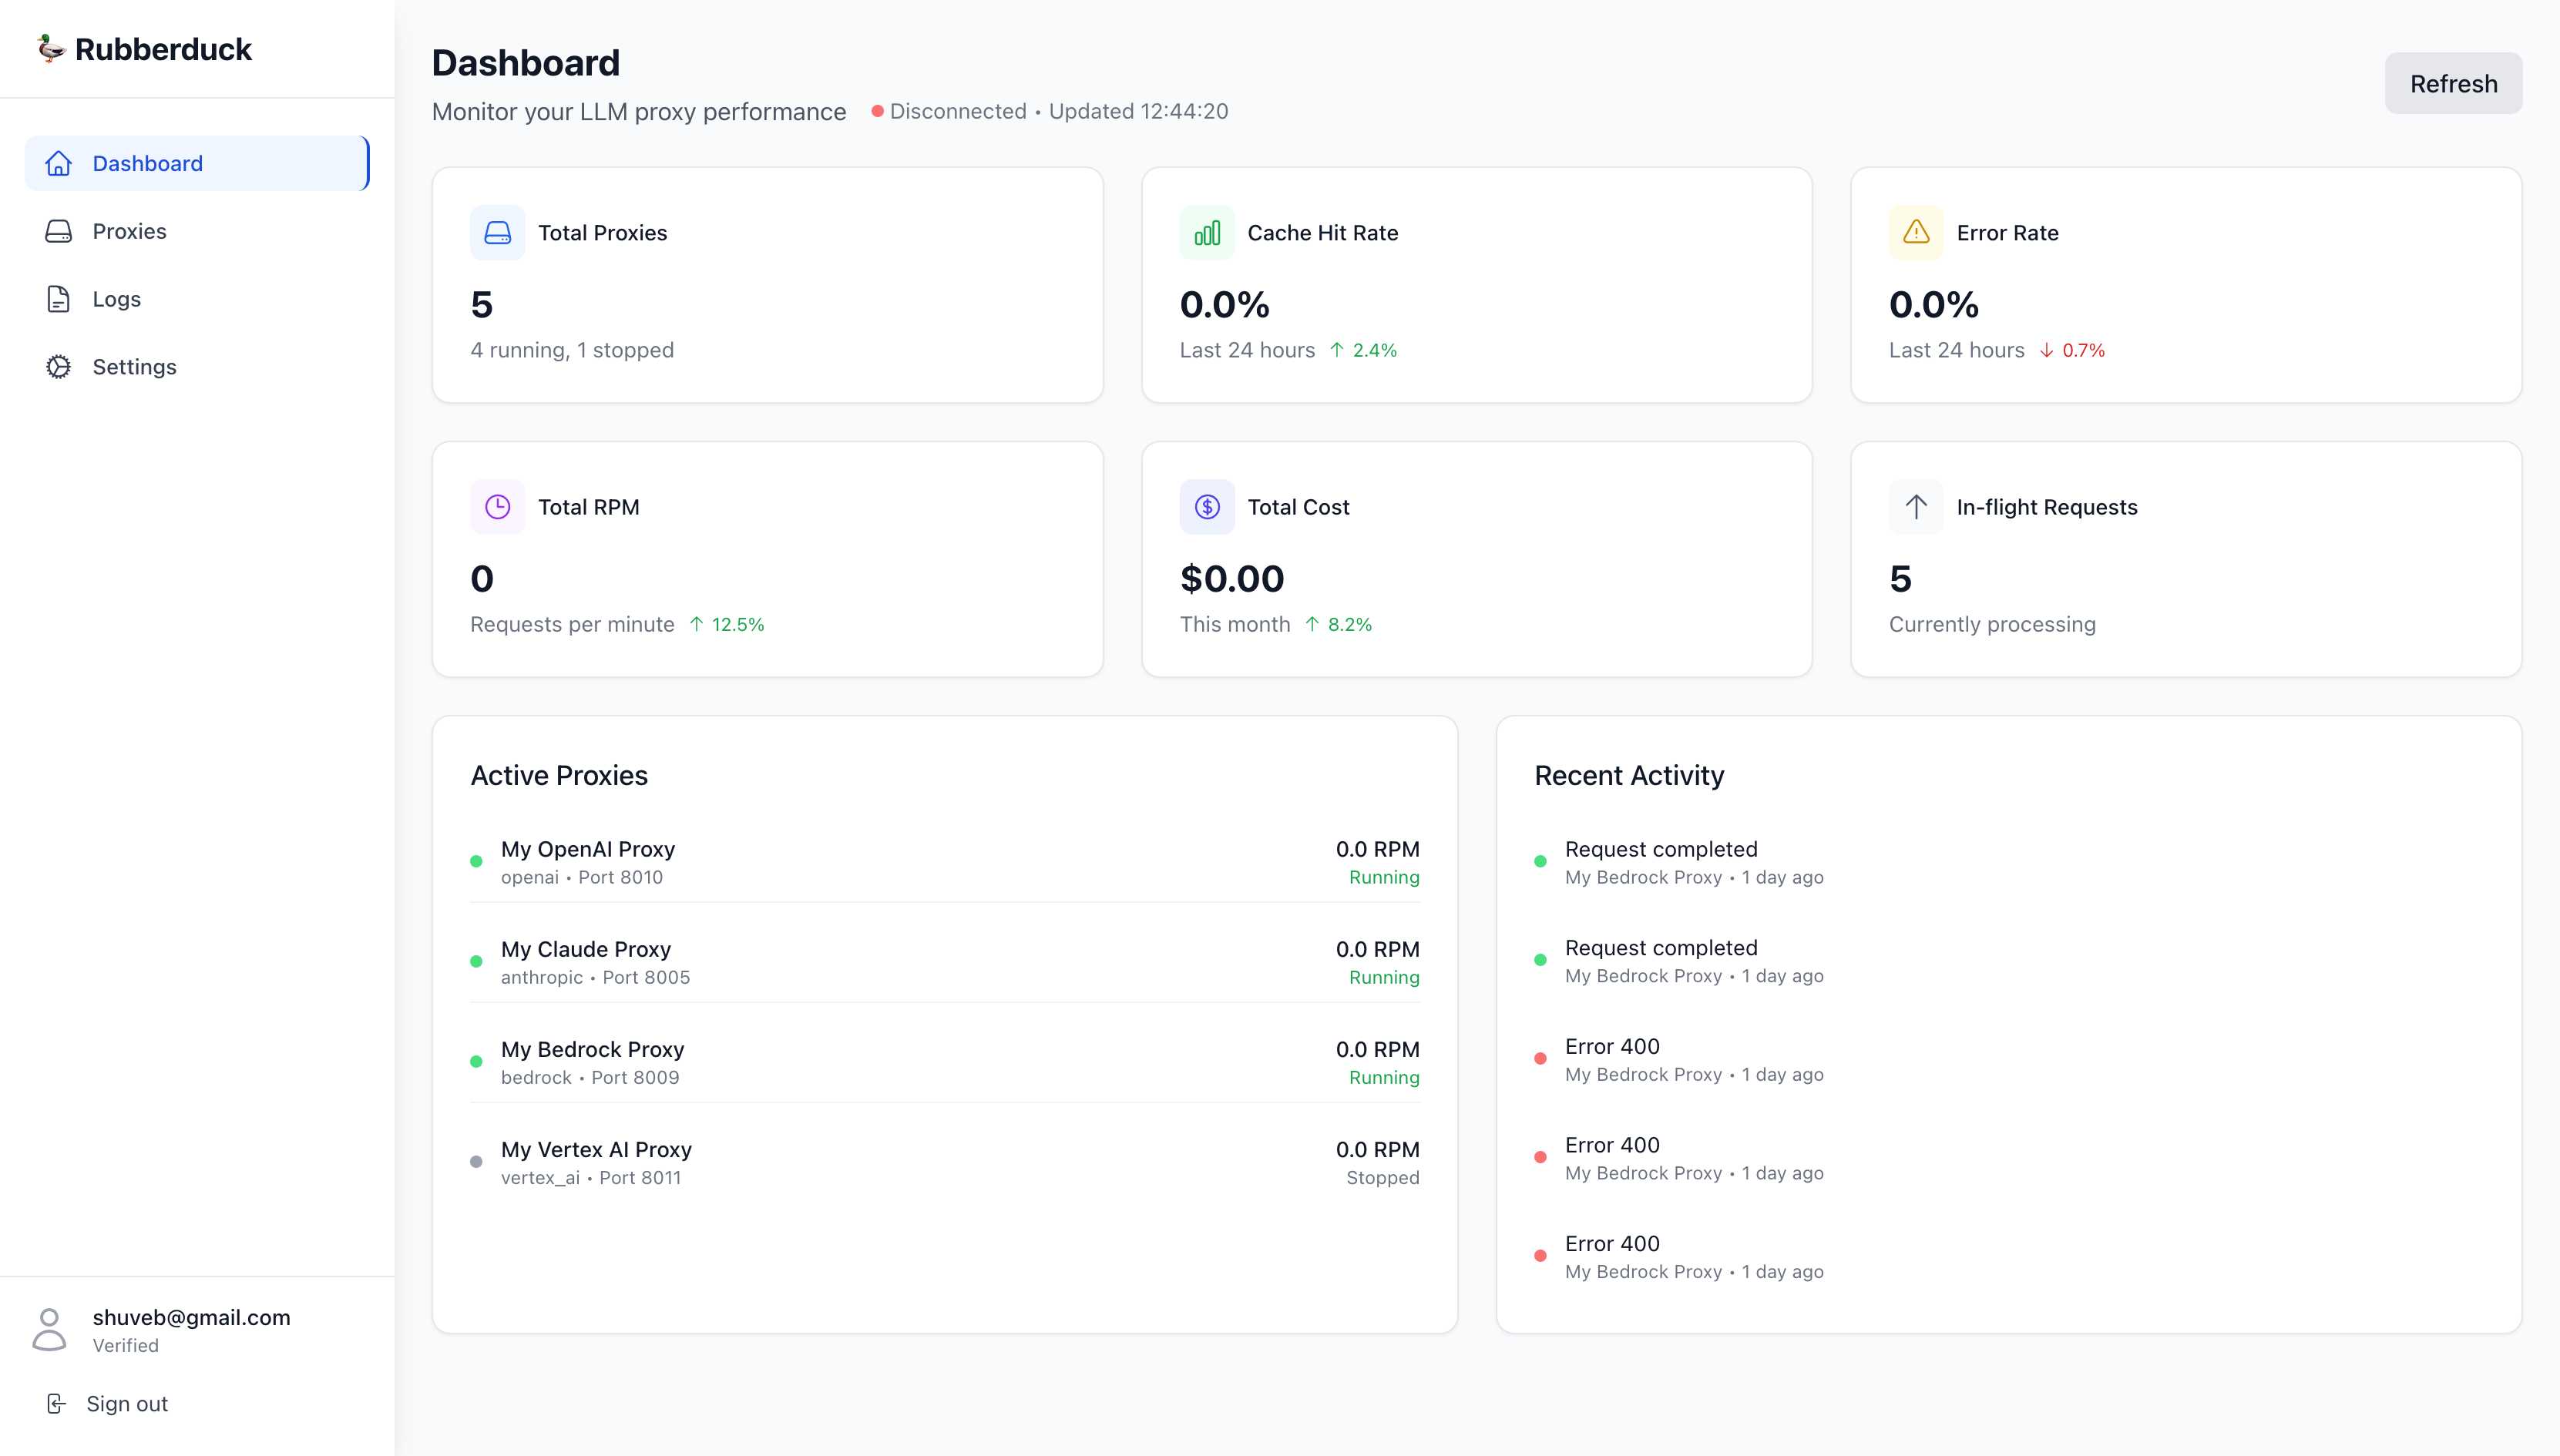 Rubberduck
Dashboard
Proxies
Logs
Settings
shuveb@gmail.com
Verified
Sign out
Dashboard
Monitor your LLM proxy performance Disconnected • Updated 12:44:20
Refresh
Total Proxies
5
4 running, 1 stopped
Cache Hit Rate
0.0%
Last 24 hours ↑ 2.4%
Error Rate
0.0%
Last 24 hours ↓ 0.7%
Total RPM
0
Requests per minute ↑ 12.5%
Total Cost
$0.00
This month ↑ 8.2%
In-flight Requests
5
Currently processing
Active Proxies
My OpenAI Proxy 0.0 RPM
openai • Port 8010 Running
My Claude Proxy 0.0 RPM
anthropic • Port 8005 Running
My Bedrock Proxy 0.0 RPM
bedrock • Port 8009 Running
My Vertex AI Proxy 0.0 RPM
vertex_ai • Port 8011 Stopped
Recent Activity
Request completed
My Bedrock Proxy • 1 day ago
Request completed
My Bedrock Proxy • 1 day ago
Error 400
My Bedrock Proxy • 1 day ago
Error 400
My Bedrock Proxy • 1 day ago
Error 400
My Bedrock Proxy • 1 day ago